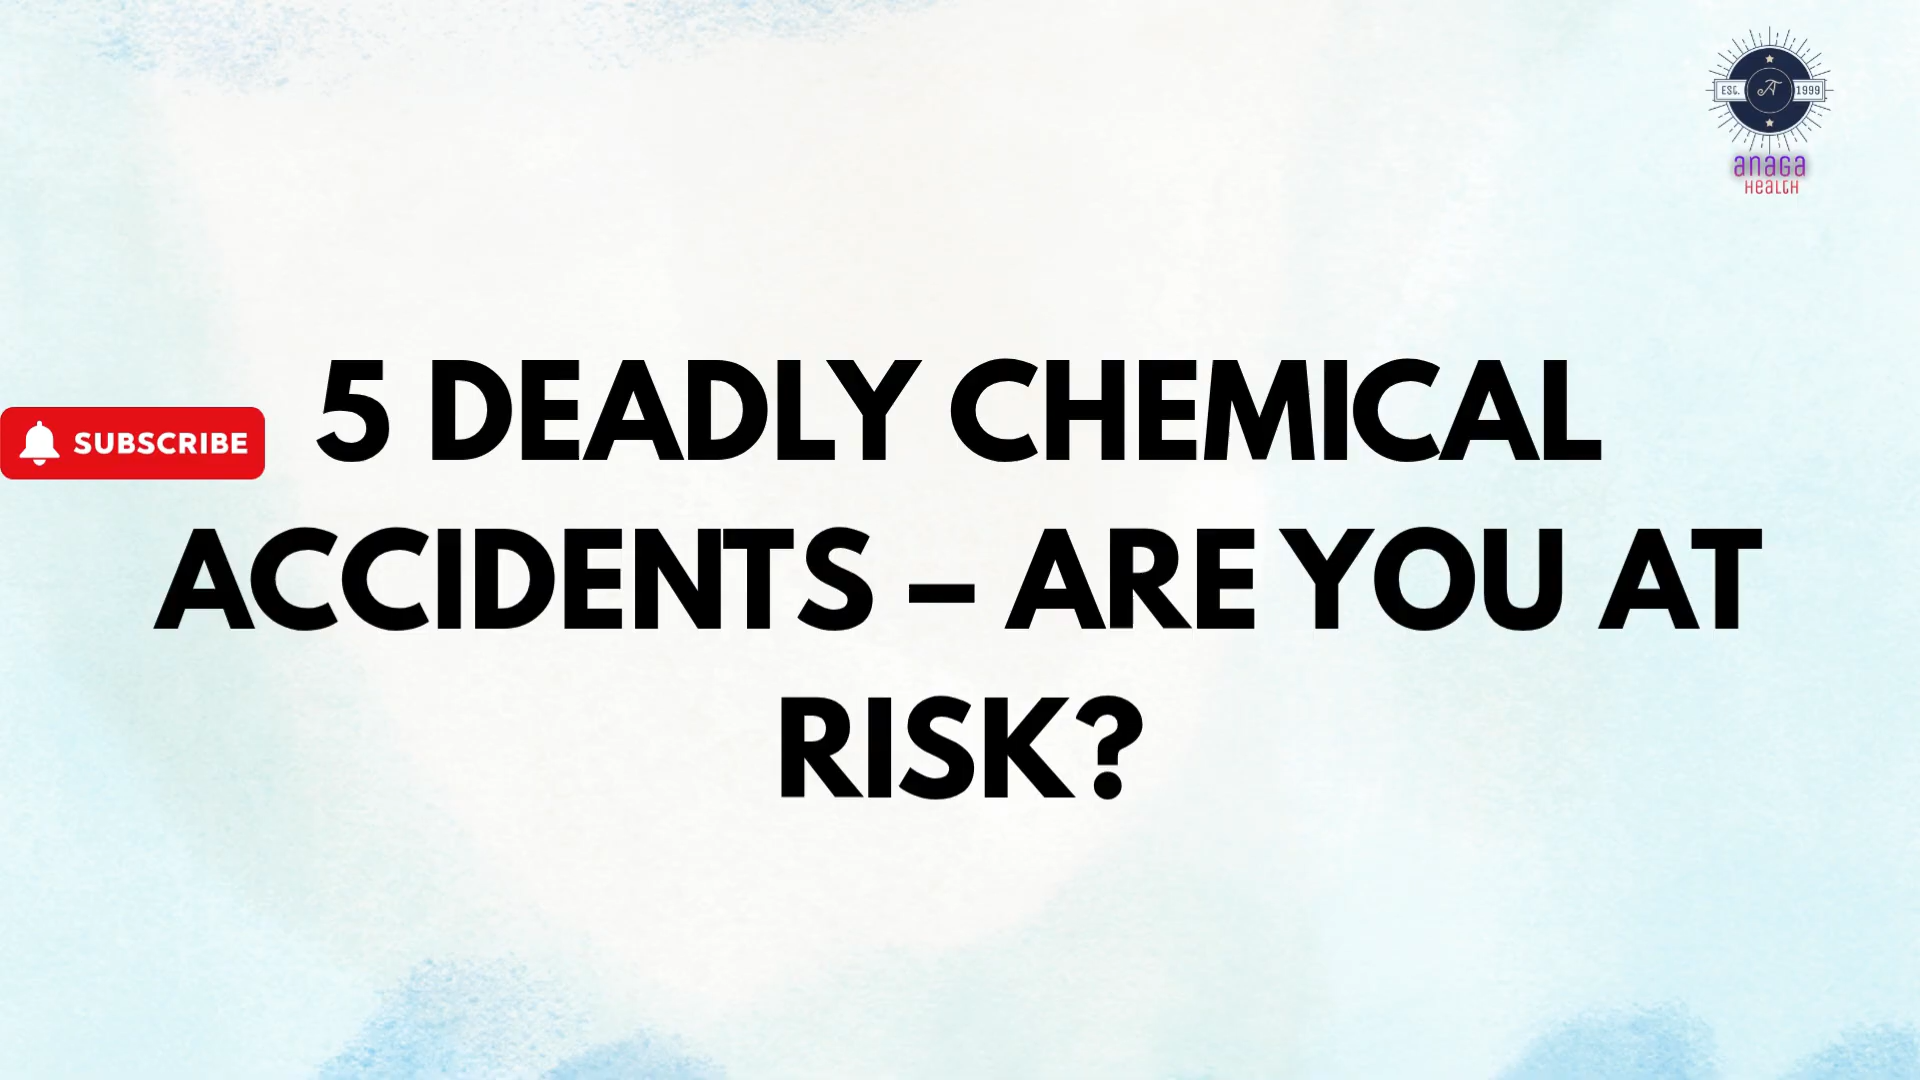 EST.
1999
anaga
Health
SUBSCRIBE
5 DEADLY CHEMICAL
ACCIDENTS – ARE YOU AT
RISK?